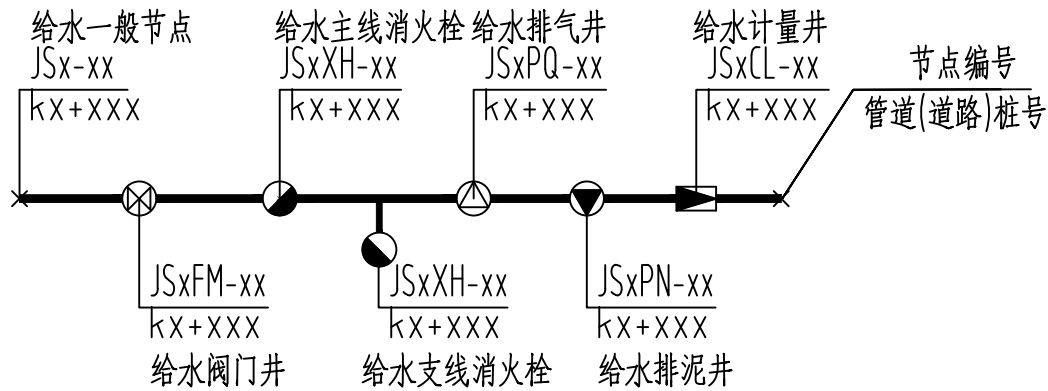 给水一般节点
JSx-xx
kX+XXX
给水主线消火栓
JSxXH-xx
kX+XXX
给水排气井
JSxPQ-xx
kX+XXX
给水计量井
JSxCL-xx
kX+XXX
节点编号
管道(道路)桩号
JSxFM-xx
kX+XXX
给水阀门井
JSxXH-xx
kX+XXX
给水支线消火栓
JSxPN-xx
kX+XXX
给水排泥井